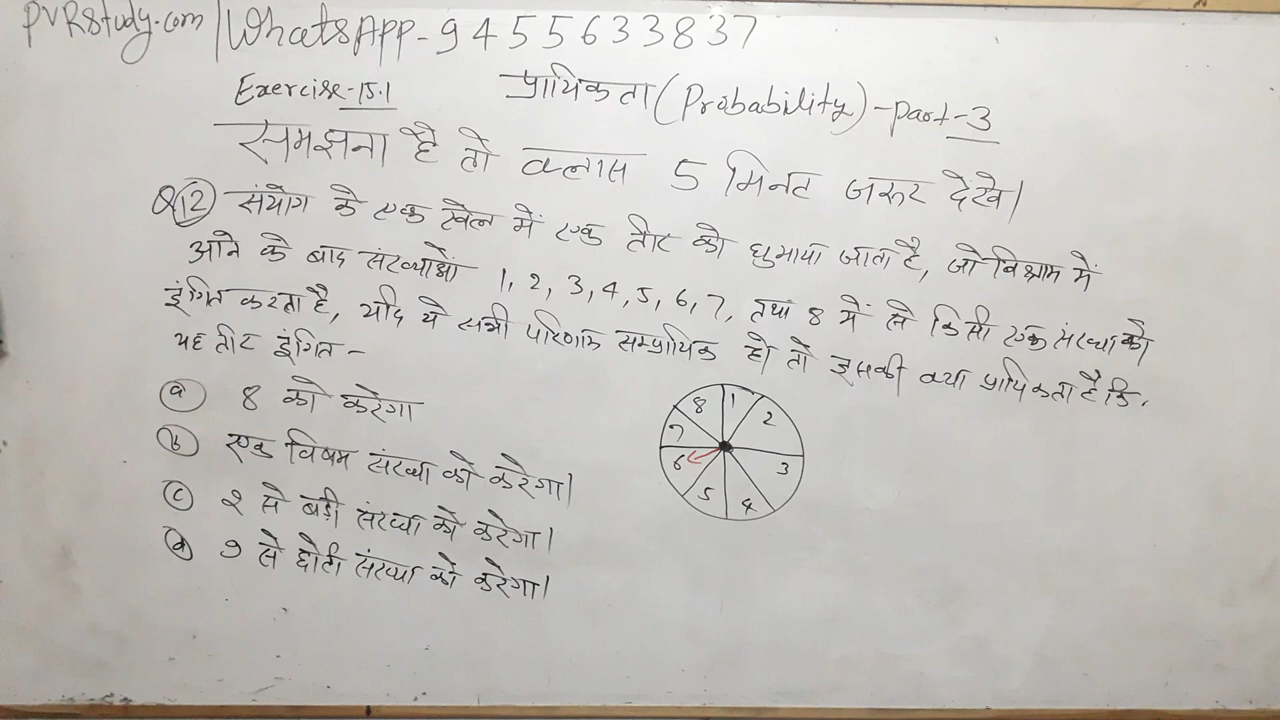 PVRStudy.com | WhatsApp-9455633837
Exercise-15.1 प्रायिकता (Probability) - Part-3
समझना है तो क्लास 5 मिनट जरूर देखे।
Q12 संयोग के एक खेल में एक तीर को घुमाया जाता है, जो विश्राम में
आने के बाद संख्याओं 1, 2, 3, 4, 5, 6, 7, तथा 8 में से किसी एक संख्या को
इंगित करता है, यदि ये सभी परिणाम सम्प्रायिक हो तो इसकी क्या प्रायिकता है कि.
यह तीर इंगित -
(a) 8 को करेगा
(b) एक विषम संख्या को करेगा।
(c) २ से बड़ी संख्या को करेगा।
(d) 9 से छोटी संख्या को करेगा।
8 1 2
7 3
6 5 4